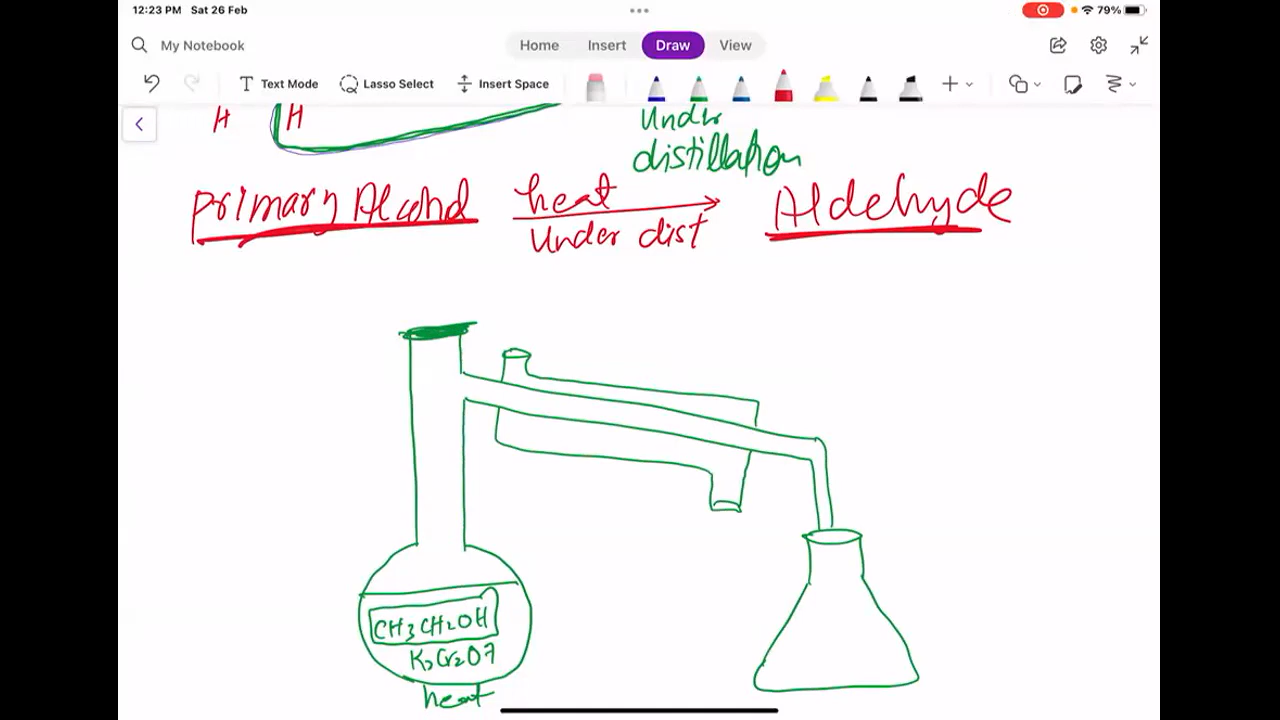 12:23 PM Sat 26 Feb
79%
My Notebook
Home Insert Draw View
Text Mode Lasso Select Insert Space
H H
Under
distillation
Primary Alcohol heat Aldehyde
Under dist
CH3CH2OH
K2Cr2O7
heat